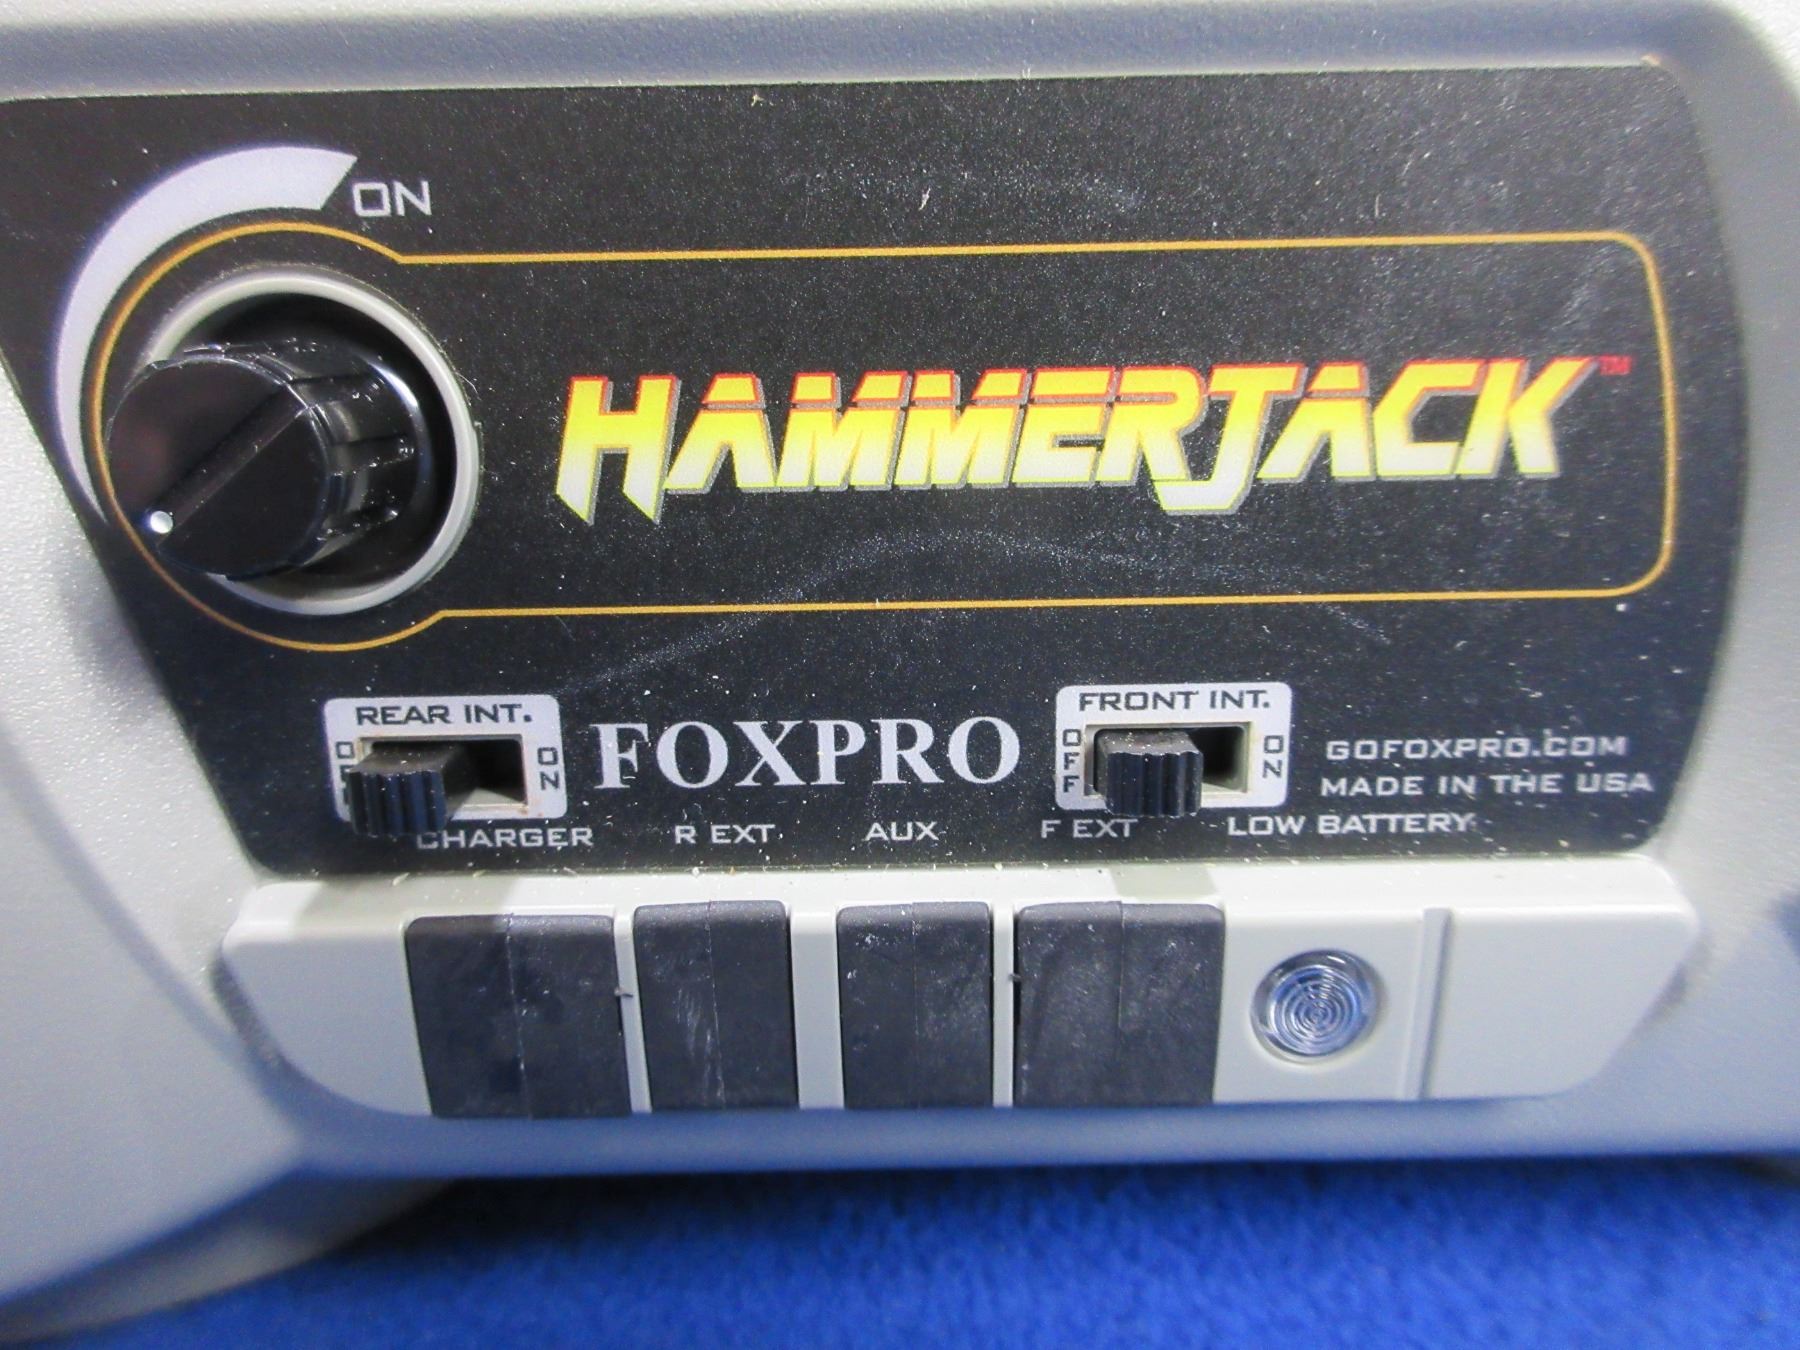 ON
HAMMERJACK™
REAR INT.
ON
FOXPRO
FRONT INT.
OFF
ON
GOFOXPRO.COM
MADE IN THE USA
CHARGER
R EXT
AUX
F EXT
LOW BATTERY